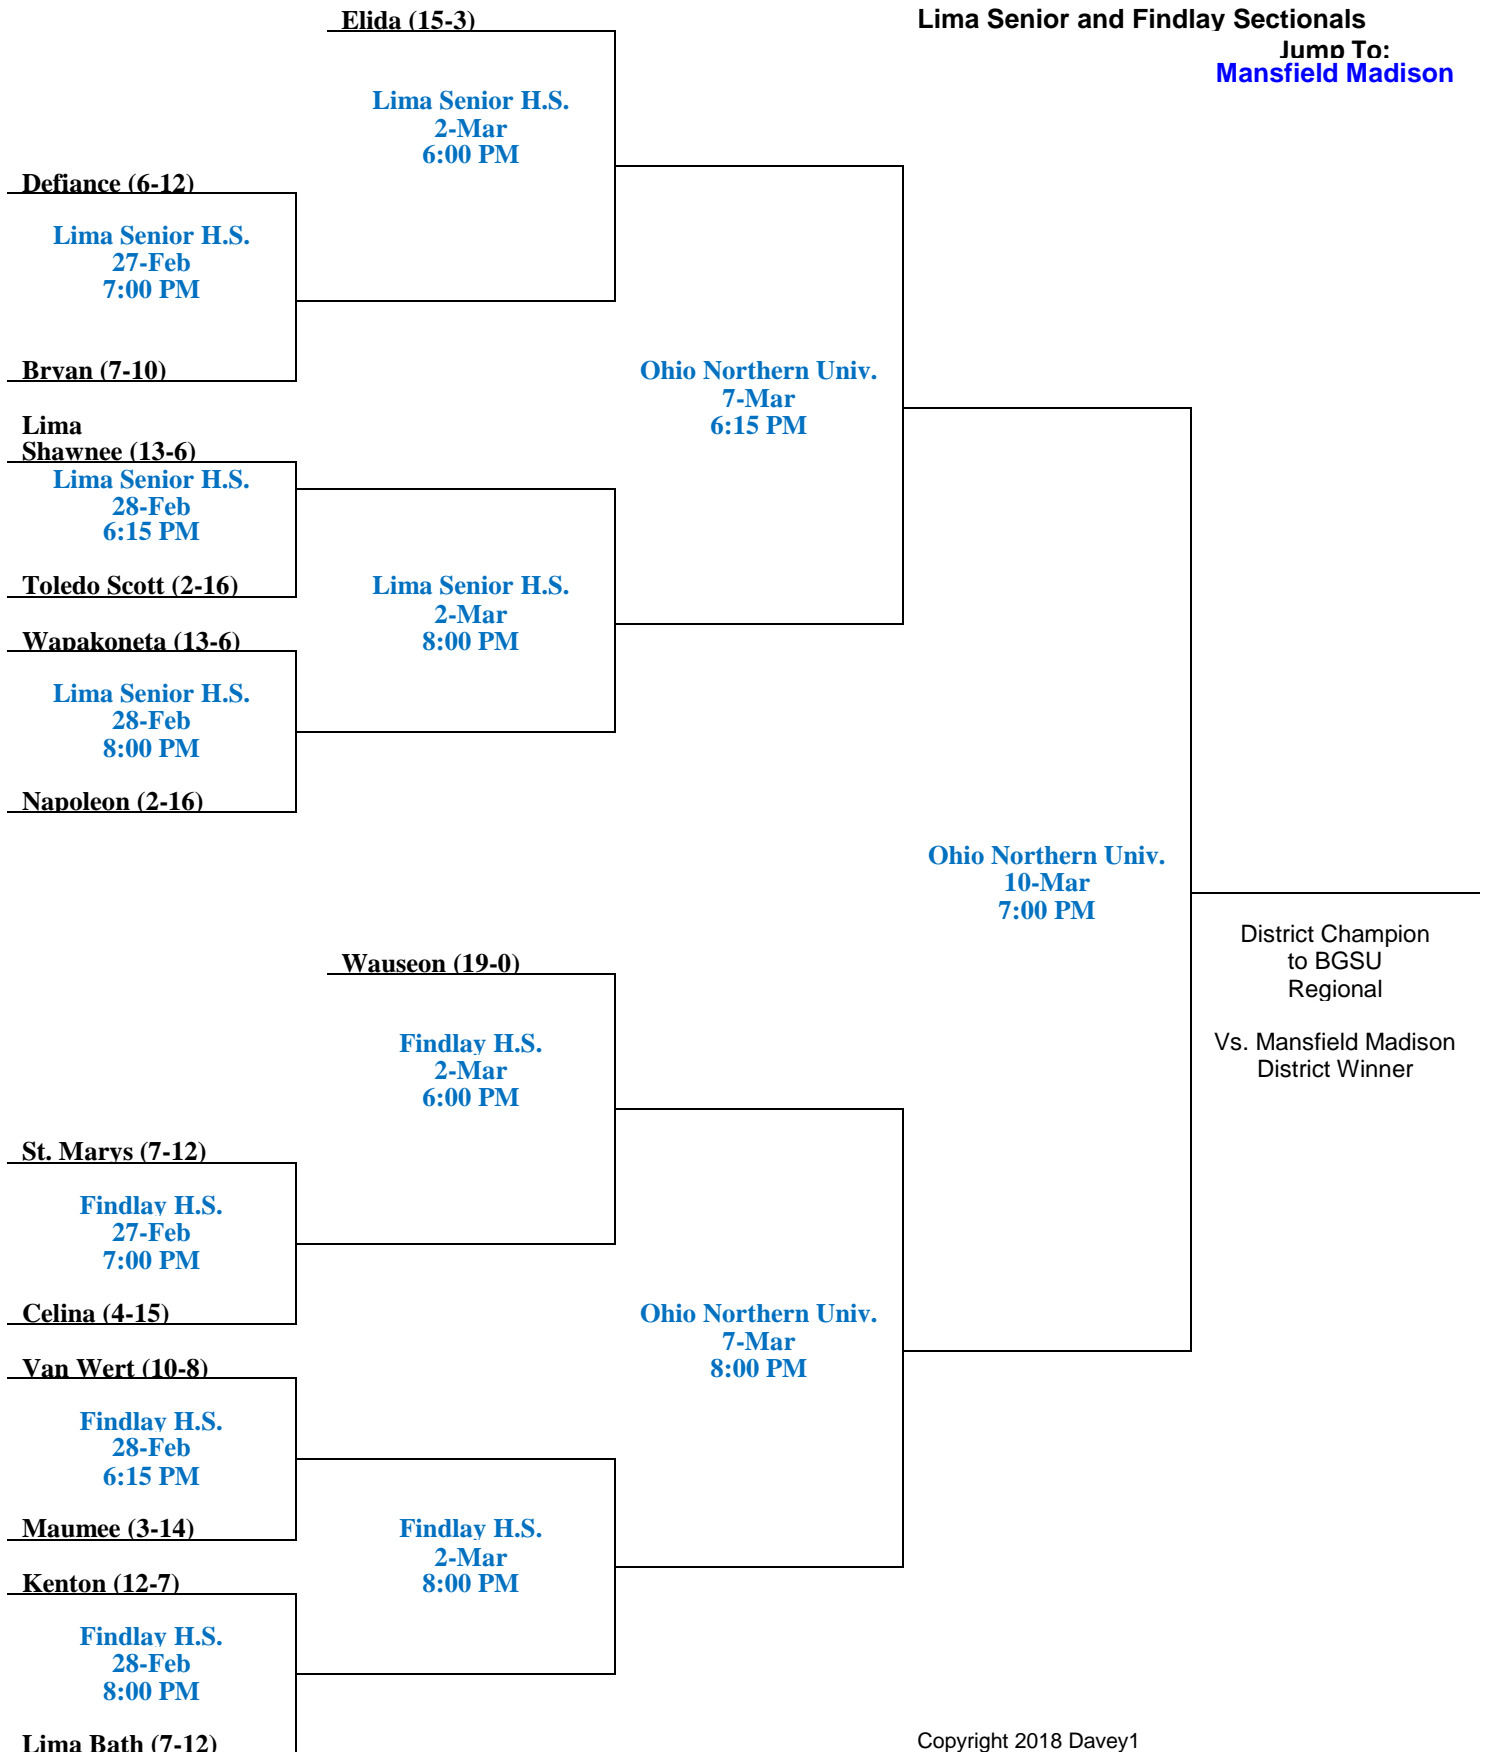 Elida (15-3)
Lima Senior and Findlay Sectionals
Jump To:
Mansfield Madison
Lima Senior H.S.
2-Mar
6:00 PM
Defiance (6-12)
Lima Senior H.S.
27-Feb
7:00 PM
Bryan (7-10)
Ohio Northern Univ.
7-Mar
6:15 PM
Lima
Shawnee (13-6)
Lima Senior H.S.
28-Feb
6:15 PM
Toledo Scott (2-16)
Lima Senior H.S.
2-Mar
8:00 PM
Wapakoneta (13-6)
Lima Senior H.S.
28-Feb
8:00 PM
Napoleon (2-16)
Ohio Northern Univ.
10-Mar
7:00 PM
District Champion
to BGSU
Regional
Vs. Mansfield Madison
District Winner
Wauseon (19-0)
Findlay H.S.
2-Mar
6:00 PM
St. Marys (7-12)
Findlay H.S.
27-Feb
7:00 PM
Celina (4-15)
Ohio Northern Univ.
7-Mar
8:00 PM
Van Wert (10-8)
Findlay H.S.
28-Feb
6:15 PM
Maumee (3-14)
Findlay H.S.
2-Mar
8:00 PM
Kenton (12-7)
Findlay H.S.
28-Feb
8:00 PM
Lima Bath (7-12)
Copyright 2018 Davey1